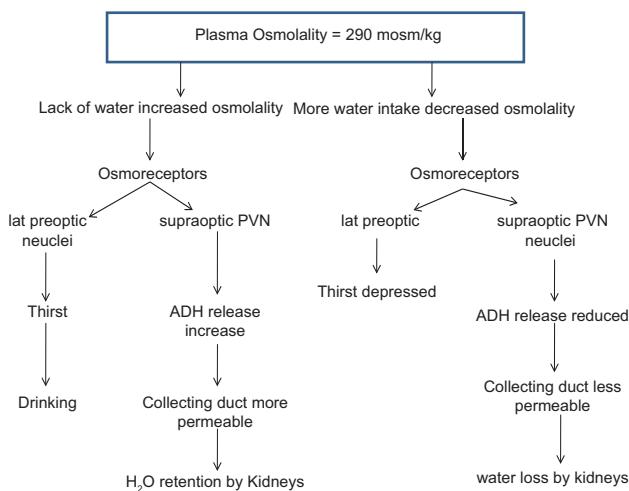 Plasma Osmolality = 290 mosm/kg
Lack of water increased osmolality
More water intake decreased osmolality
Osmoreceptors
Osmoreceptors
lat preoptic
neuclei
supraoptic PVN
lat preoptic
supraoptic PVN
neuclei
Thirst
ADH release
increase
Thirst depressed
ADH release reduced
Drinking
Collecting duct more
permeable
Collecting duct less
permeable
H₂O retention by Kidneys
water loss by kidneys